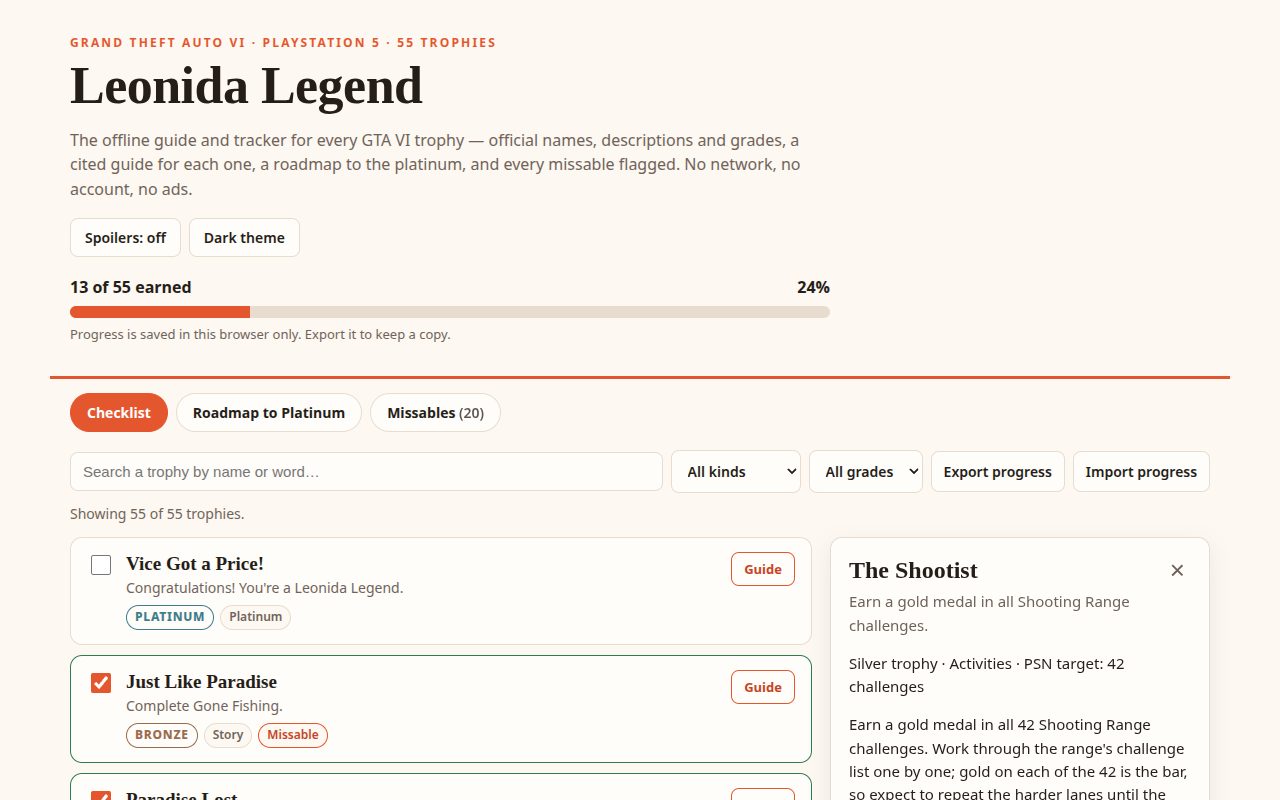 GRAND THEFT AUTO VI · PLAYSTATION 5 · 55 TROPHIES
Leonida Legend
The offline guide and tracker for every GTA VI trophy — official names, descriptions and grades, a
cited guide for each one, a roadmap to the platinum, and every missable flagged. No network, no
account, no ads.
Spoilers: off
Dark theme
13 of 55 earned
24%
Progress is saved in this browser only. Export it to keep a copy.
Checklist
Roadmap to Platinum
Missables (20)
Search a trophy by name or word…
All kinds
All grades
Export progress
Import progress
Showing 55 of 55 trophies.
Vice Got a Price!
Congratulations! You're a Leonida Legend.
PLATINUM
Platinum
Guide
Just Like Paradise
Complete Gone Fishing.
BRONZE
Story
Missable
Guide
Paradise Lost
The Shootist
✕
Earn a gold medal in all Shooting Range
challenges.
Silver trophy · Activities · PSN target: 42
challenges
Earn a gold medal in all 42 Shooting Range
challenges. Work through the range's challenge
list one by one; gold on each of the 42 is the bar,
so expect to repeat the harder lanes until the